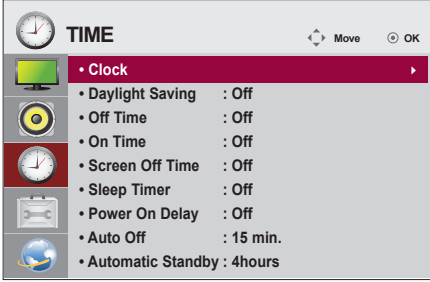 TIME
Move
OK
• Clock
• Daylight Saving : Off
• Off Time : Off
• On Time : Off
• Screen Off Time : Off
• Sleep Timer : Off
• Power On Delay : Off
• Auto Off : 15 min.
• Automatic Standby : 4hours